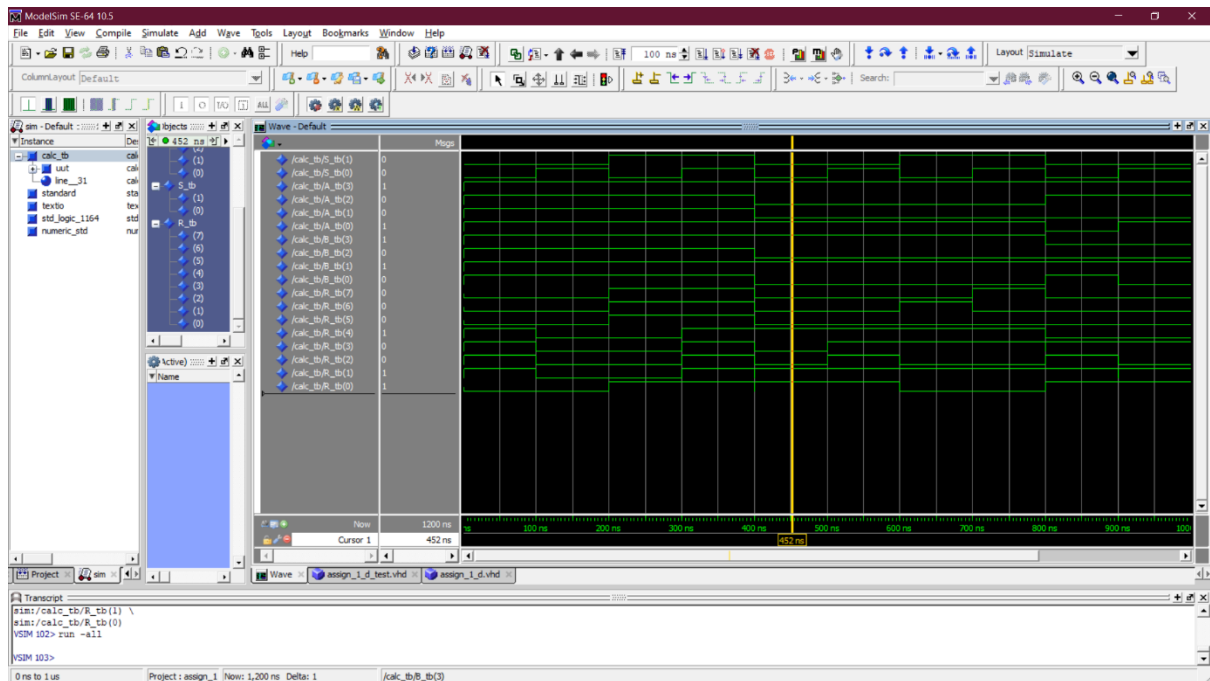 ModelSim SE-64 10.5
File Edit View Compile Simulate Add Wave Tools Layout Bookmarks Window Help
Help 100 ns Layout Simulate
ColumnLayout Default Search:
sim - Default Wave - Default
Instance 452 ns Msgs
calc_tb
uut
line__31
standard
textio
std_logic_1164
numeric_std
(1)
(0)
S_tb
(1)
(0)
R_tb
(7)
(6)
(5)
(4)
(3)
(2)
(1)
(0)
Name
/calc_tb/S_tb(1) 0
/calc_tb/S_tb(0) 0
/calc_tb/A_tb(3) 1
/calc_tb/A_tb(2) 0
/calc_tb/A_tb(1) 0
/calc_tb/A_tb(0) 1
/calc_tb/B_tb(3) 1
/calc_tb/B_tb(2) 0
/calc_tb/B_tb(1) 1
/calc_tb/B_tb(0) 0
/calc_tb/R_tb(7) 0
/calc_tb/R_tb(6) 0
/calc_tb/R_tb(5) 0
/calc_tb/R_tb(4) 1
/calc_tb/R_tb(3) 0
/calc_tb/R_tb(2) 0
/calc_tb/R_tb(1) 1
/calc_tb/R_tb(0) 1
Now 1200 ns 100 ns 200 ns 300 ns 400 ns 500 ns 600 ns 700 ns 800 ns 900 ns
Cursor 1 452 ns 452 ns
Project sim Wave assign_1_d_test.vhd assign_1_d.vhd
Transcript
sim:/calc_tb/R_tb(1) \
sim:/calc_tb/R_tb(0)
VSIM 102> run -all
VSIM 103>
0 ns to 1 us Project : assign_1 Now: 1,200 ns Delta: 1 /calc_tb/B_tb(3)